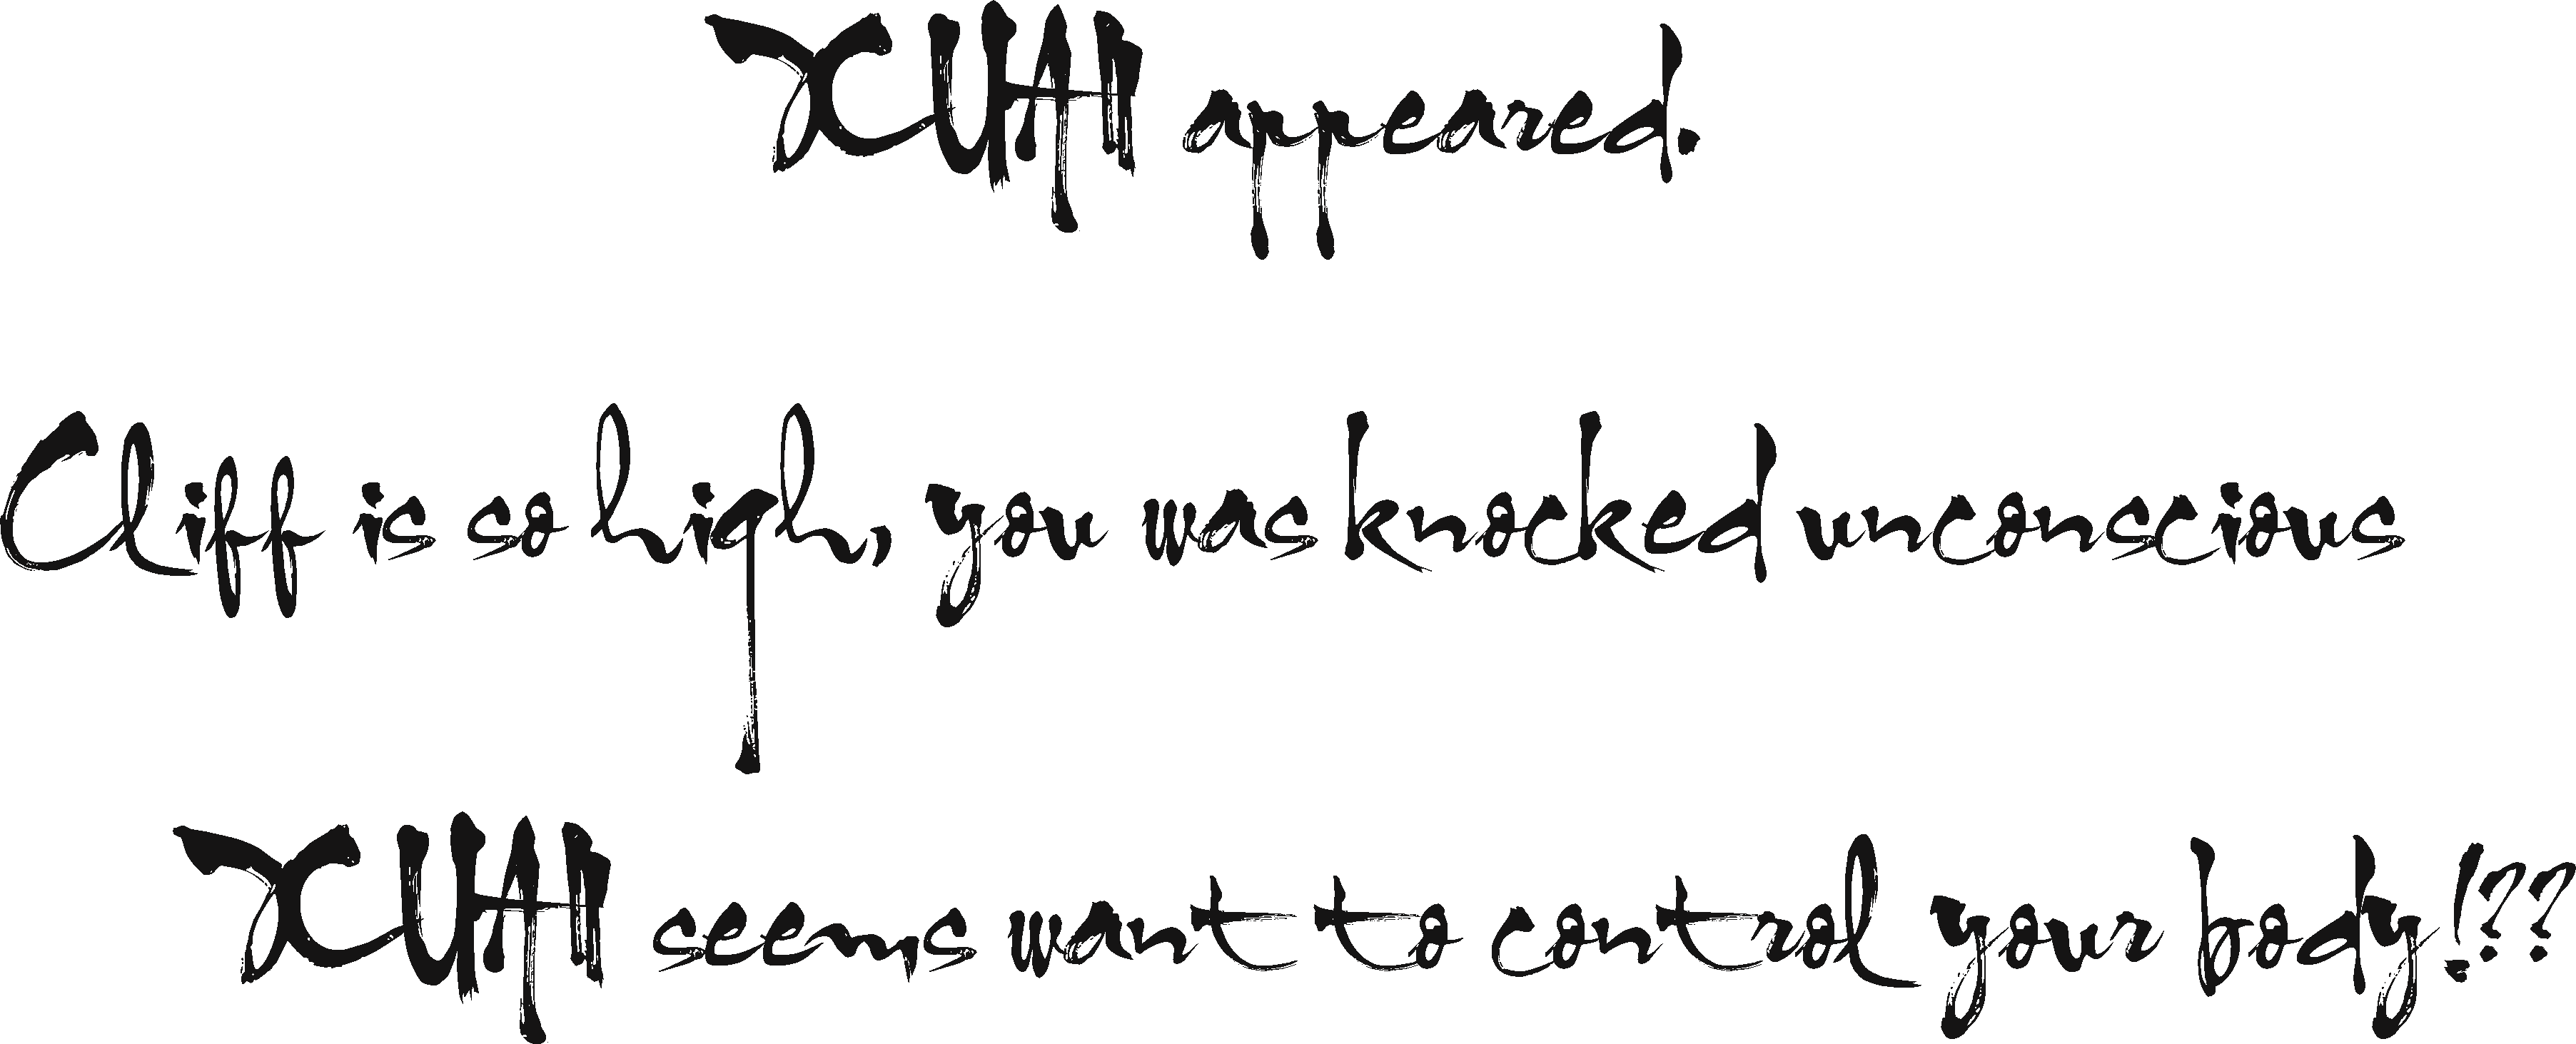 XUAN appeared.
Cliff is so high, you was knocked unconscious
XUAN seems want to control your body!??